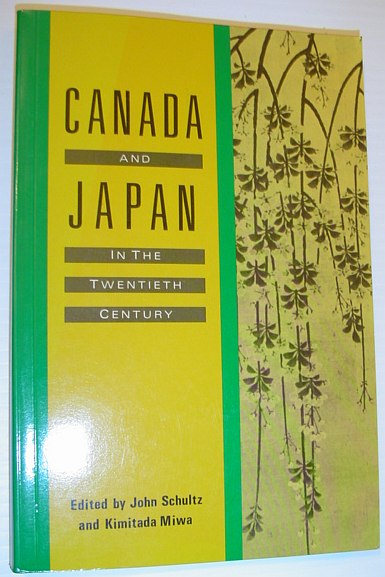 CANADA
AND
JAPAN
IN THE
TWENTIETH
CENTURY
Edited by John Schultz
and Kimitada Miwa